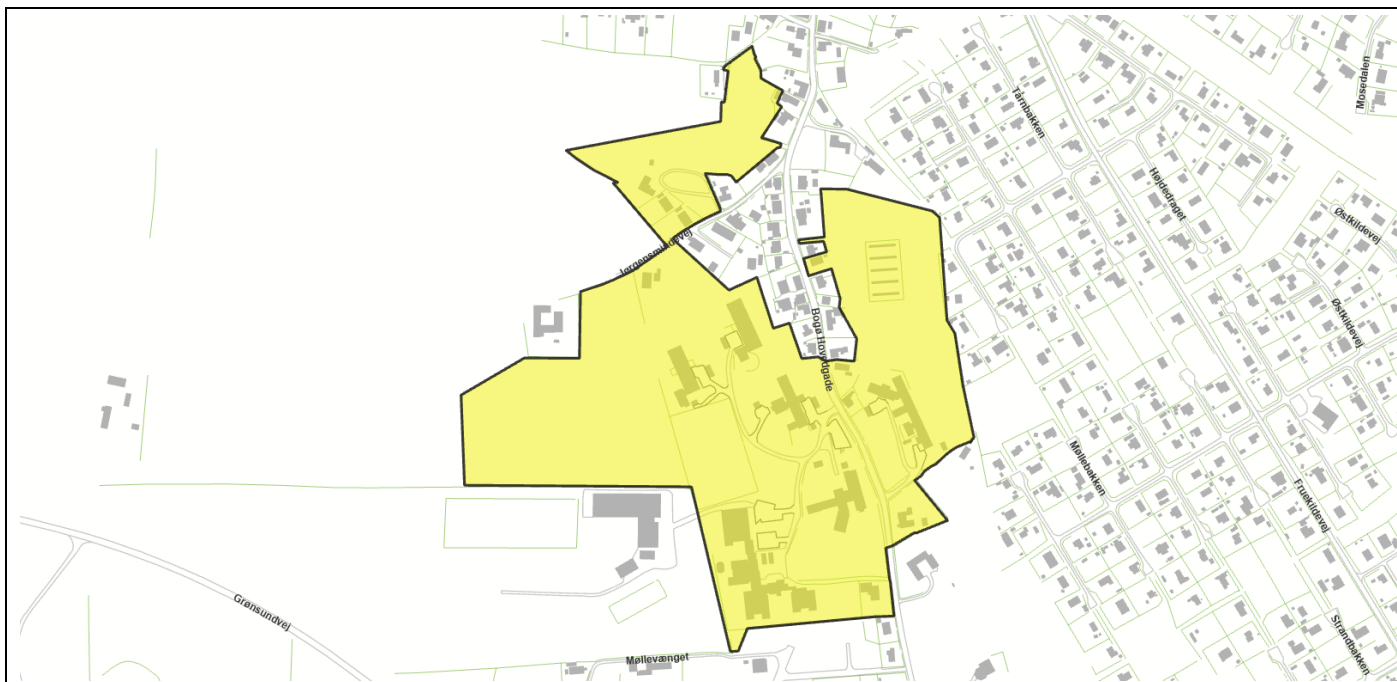 Mosedalen
Tårnbakken
Højdedraget
Østkildevej
Jørgensmindevej
Østkildevej
Bogø Hovedgade
Møllebakken
Fruekildevej
Grønsundvej
Strandbakken
Møllevænget